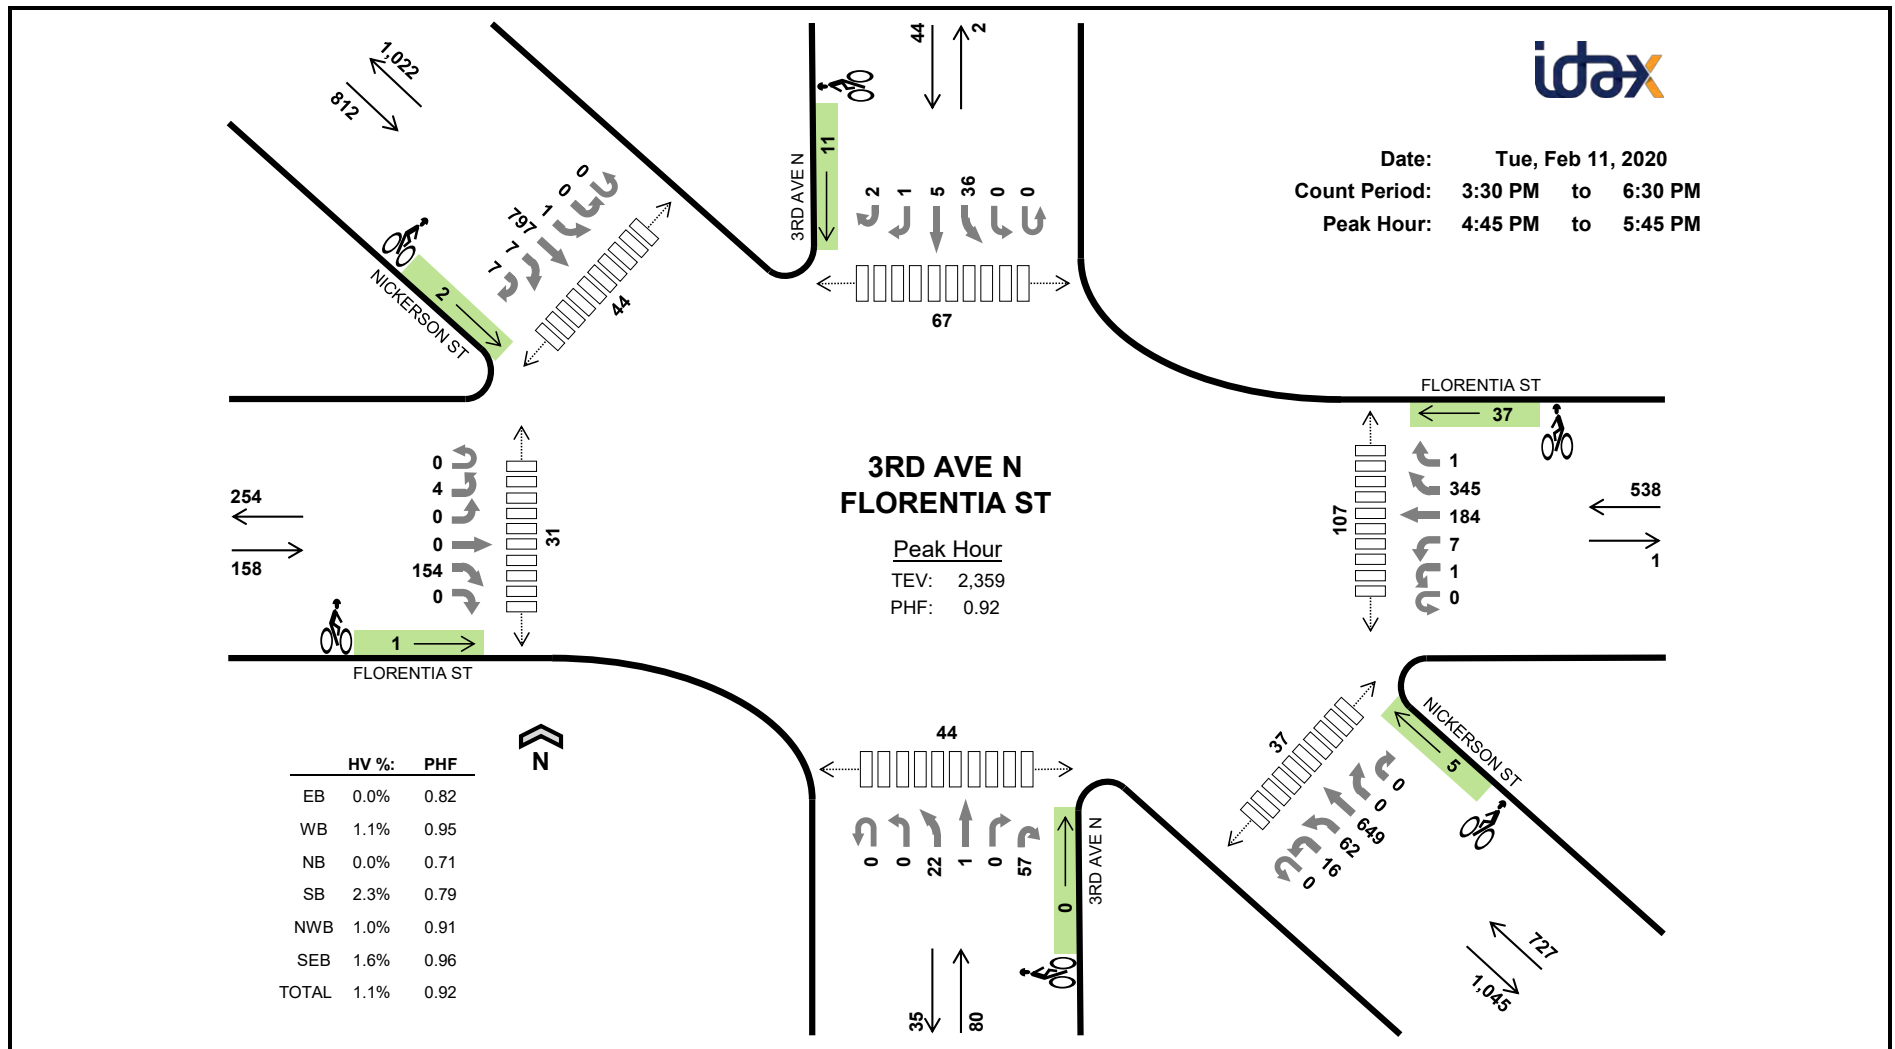 idax
Date: Tue, Feb 11, 2020
Count Period: 3:30 PM to 6:30 PM
Peak Hour: 4:45 PM to 5:45 PM
1,022
812
0
0
1
797
7
7
2
NICKERSON ST
44
44
2
3RD AVE N
11
2 1 5 36 0 0
67
FLORENTIA ST
37
1
345
184
7
1
0
107
538
1
254
158
0
4
0
0
154
0
31
1
FLORENTIA ST
3RD AVE N
FLORENTIA ST
Peak Hour
TEV: 2,359
PHF: 0.92
N
HV %: PHF
EB 0.0% 0.82
WB 1.1% 0.95
NB 0.0% 0.71
SB 2.3% 0.79
NWB 1.0% 0.91
SEB 1.6% 0.96
TOTAL 1.1% 0.92
44
0 0 22 1 0 57
0
3RD AVE N
35
80
37
NICKERSON ST
5
0
0
649
62
16
0
727
1,045